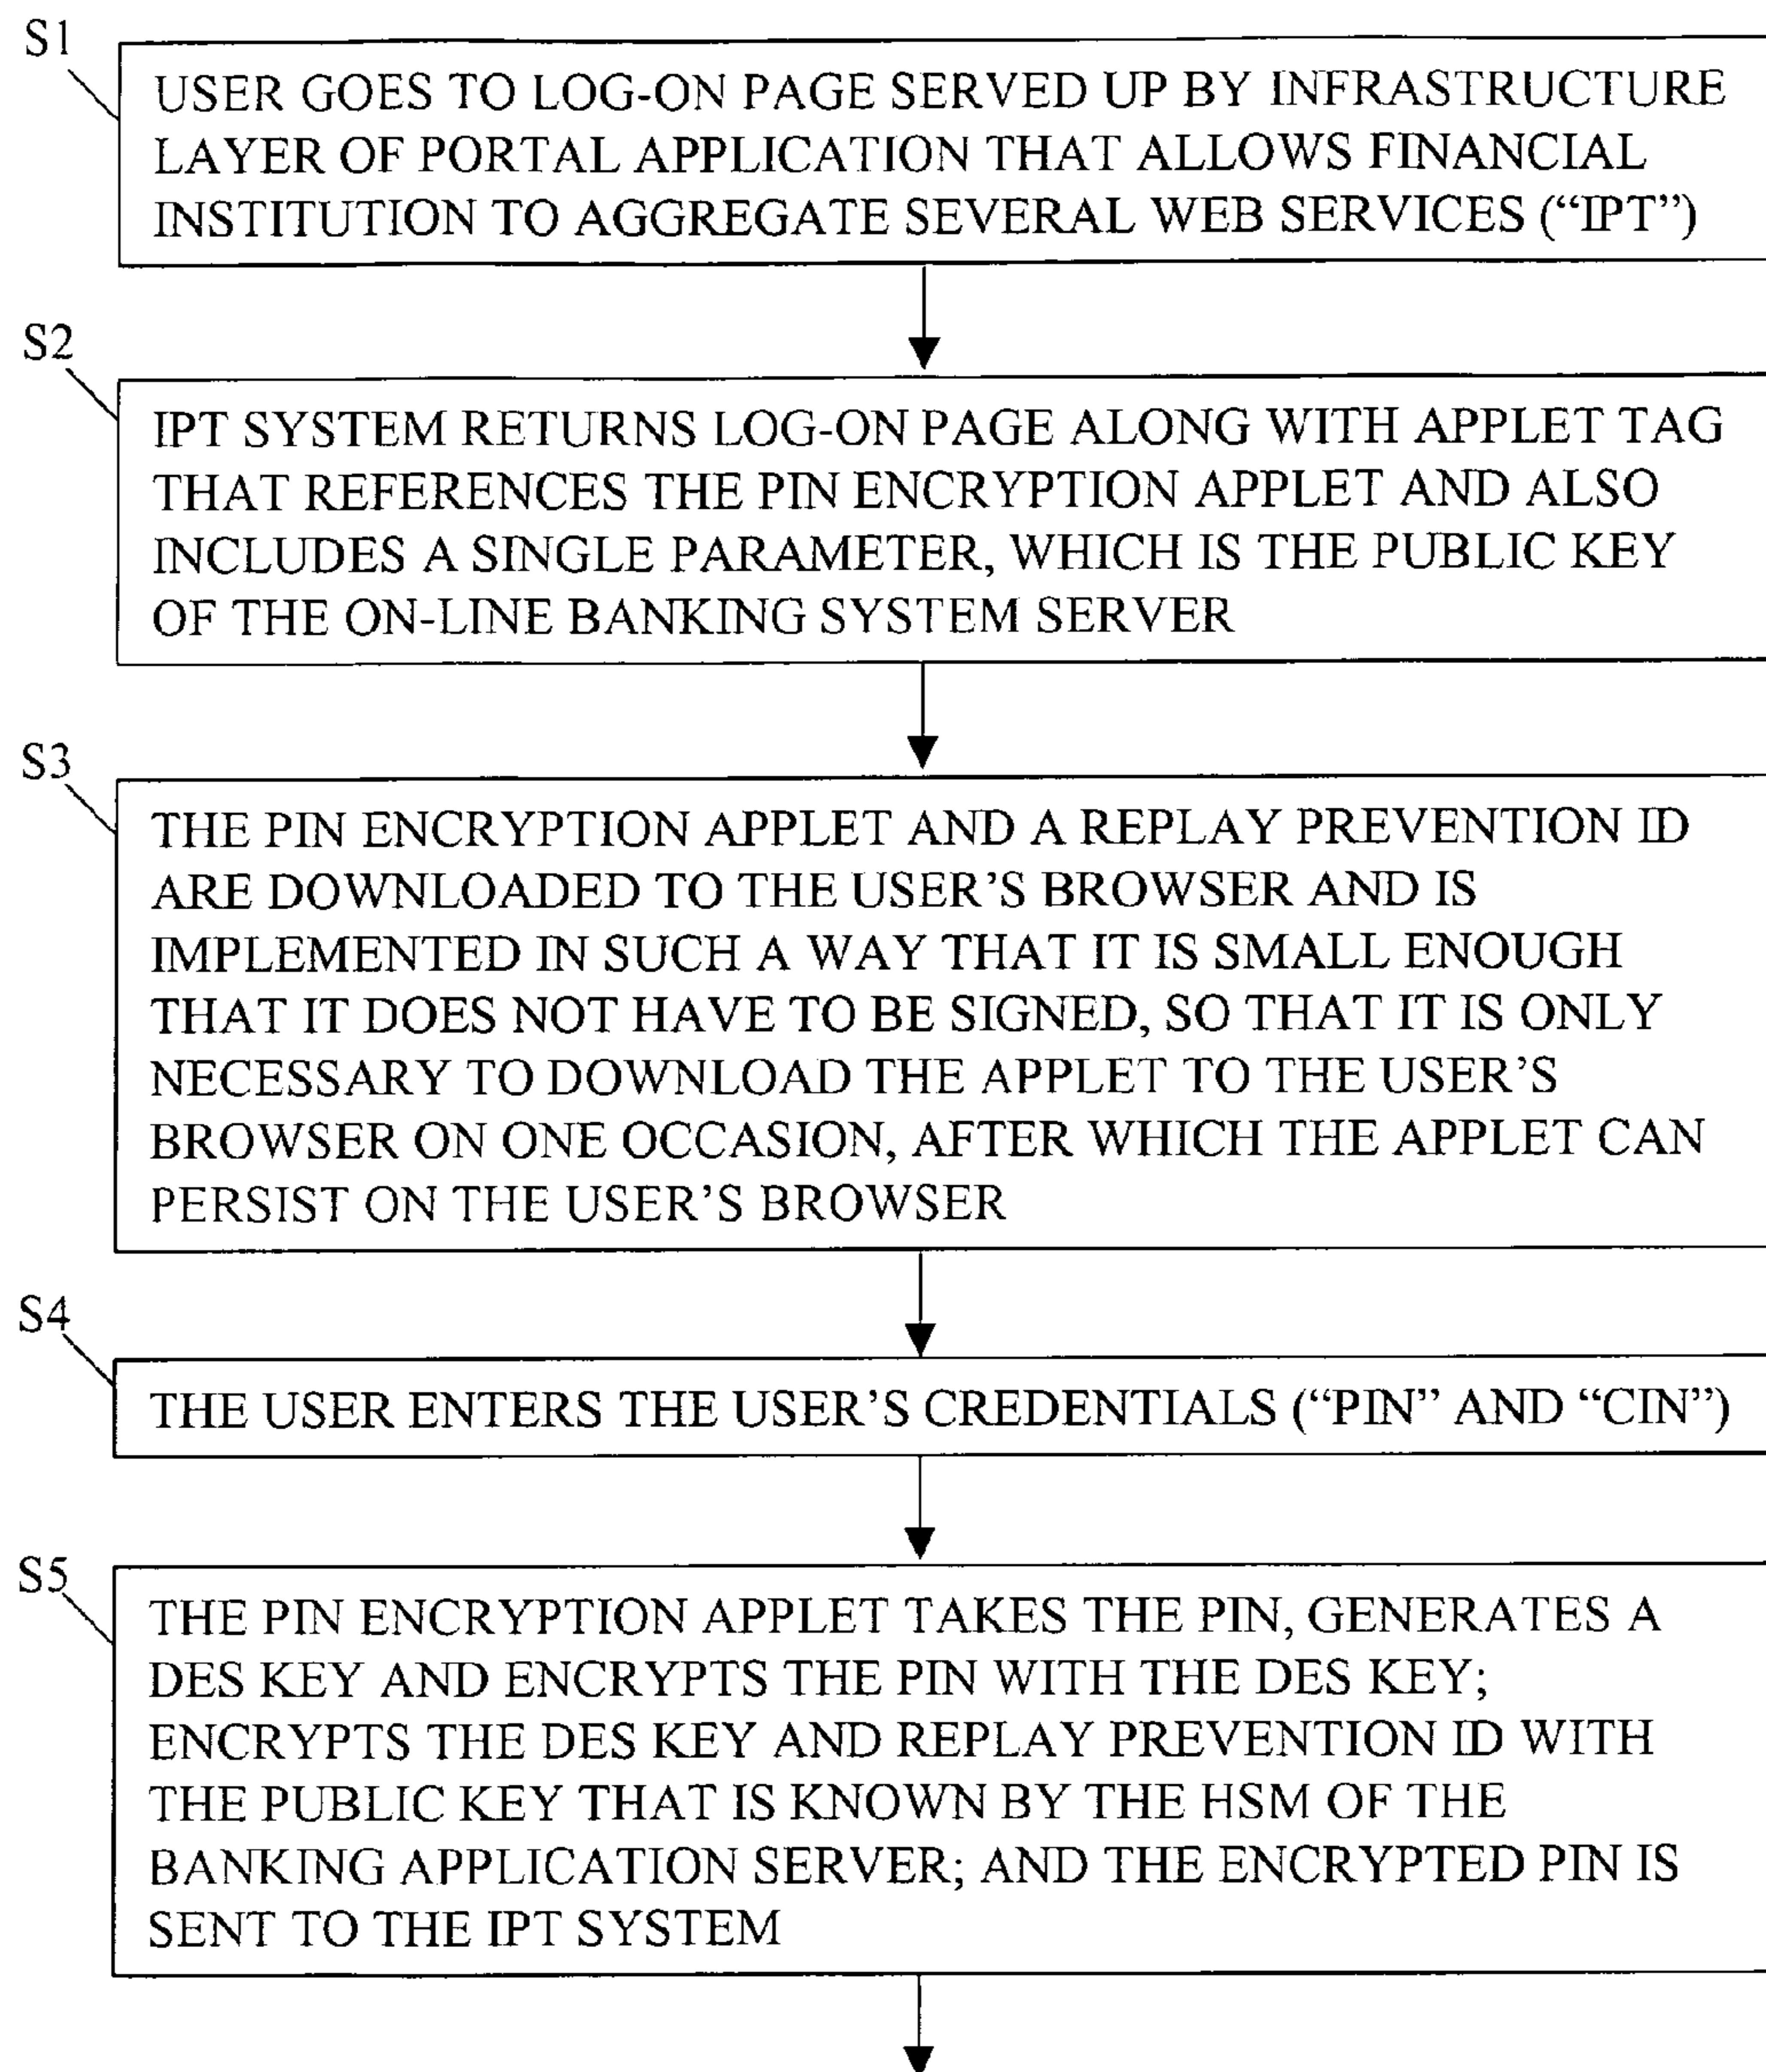 S1
USER GOES TO LOG-ON PAGE SERVED UP BY INFRASTRUCTURE
LAYER OF PORTAL APPLICATION THAT ALLOWS FINANCIAL
INSTITUTION TO AGGREGATE SEVERAL WEB SERVICES (“IPT”)
S2
IPT SYSTEM RETURNS LOG-ON PAGE ALONG WITH APPLET TAG
THAT REFERENCES THE PIN ENCRYPTION APPLET AND ALSO
INCLUDES A SINGLE PARAMETER, WHICH IS THE PUBLIC KEY
OF THE ON-LINE BANKING SYSTEM SERVER
S3
THE PIN ENCRYPTION APPLET AND A REPLAY PREVENTION ID
ARE DOWNLOADED TO THE USER’S BROWSER AND IS
IMPLEMENTED IN SUCH A WAY THAT IT IS SMALL ENOUGH
THAT IT DOES NOT HAVE TO BE SIGNED, SO THAT IT IS ONLY
NECESSARY TO DOWNLOAD THE APPLET TO THE USER’S
BROWSER ON ONE OCCASION, AFTER WHICH THE APPLET CAN
PERSIST ON THE USER’S BROWSER
S4
THE USER ENTERS THE USER’S CREDENTIALS (“PIN” AND “CIN”)
S5
THE PIN ENCRYPTION APPLET TAKES THE PIN, GENERATES A
DES KEY AND ENCRYPTS THE PIN WITH THE DES KEY;
ENCRYPTS THE DES KEY AND REPLAY PREVENTION ID WITH
THE PUBLIC KEY THAT IS KNOWN BY THE HSM OF THE
BANKING APPLICATION SERVER; AND THE ENCRYPTED PIN IS
SENT TO THE IPT SYSTEM